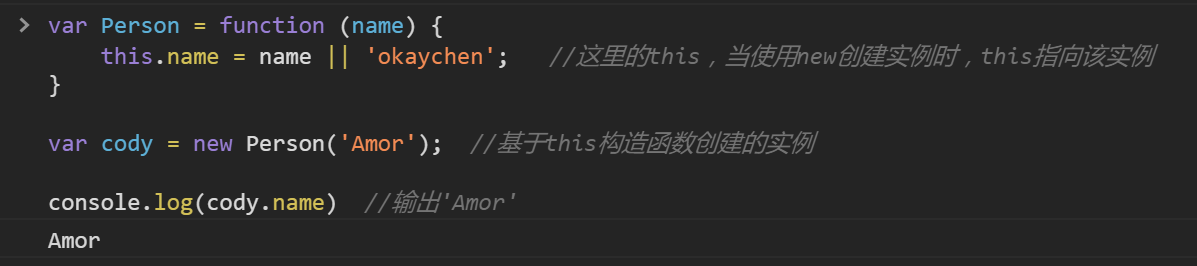 > var Person = function (name) {
    this.name = name || 'okaychen';   //这里的this，当使用new创建实例时，this指向该实例
}
var cody = new Person('Amor');  //基于this构造函数创建的实例
console.log(cody.name)  //输出'Amor'
Amor